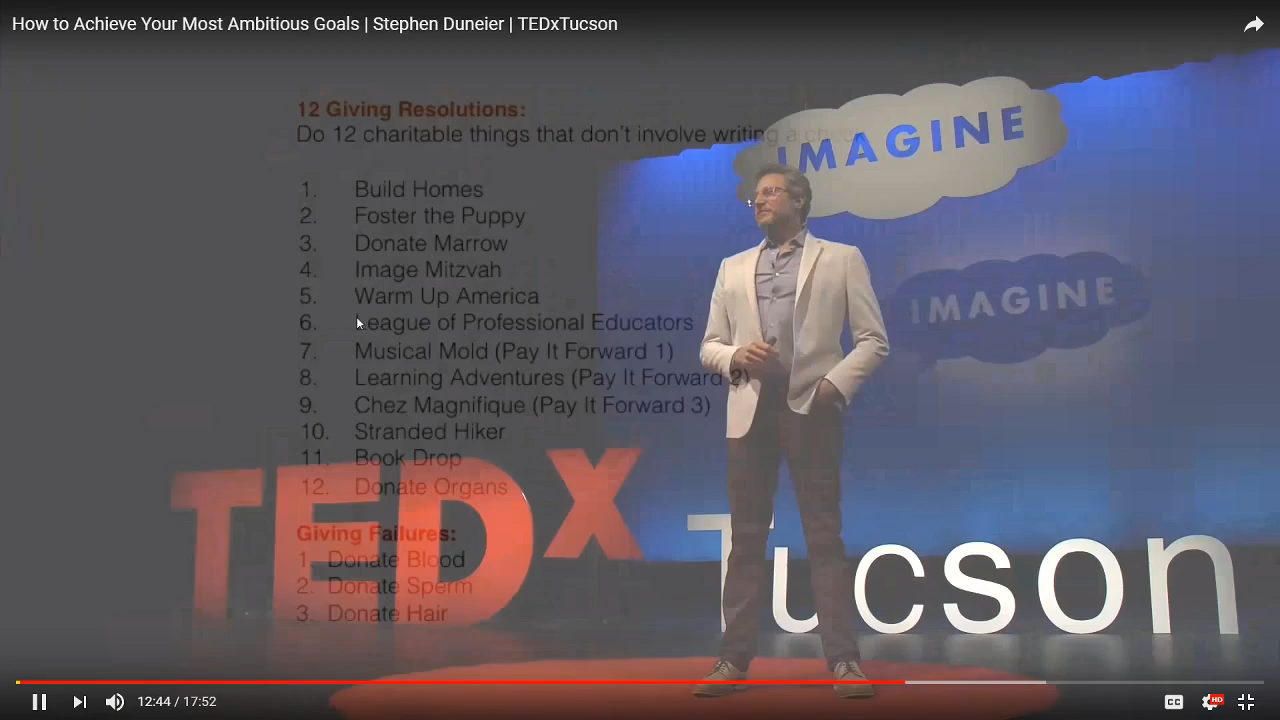 How to Achieve Your Most Ambitious Goals | Stephen Duneier | TEDxTucson
12 Giving Resolutions:
Do 12 charitable things that don't involve writing a check
IMAGINE
IMAGINE
1. Build Homes
2. Foster the Puppy
3. Donate Marrow
4. Image Mitzvah
5. Warm Up America
6. League of Professional Educators
7. Musical Mold (Pay It Forward 1)
8. Learning Adventures (Pay It Forward 2)
9. Chez Magnifique (Pay It Forward 3)
10. Stranded Hiker
11. Book Drop
12. Donate Organs
Giving Failures:
1. Donate Blood
2. Donate Sperm
3. Donate Hair
TEDx
Tucson
12:44 / 17:52
CC
HD